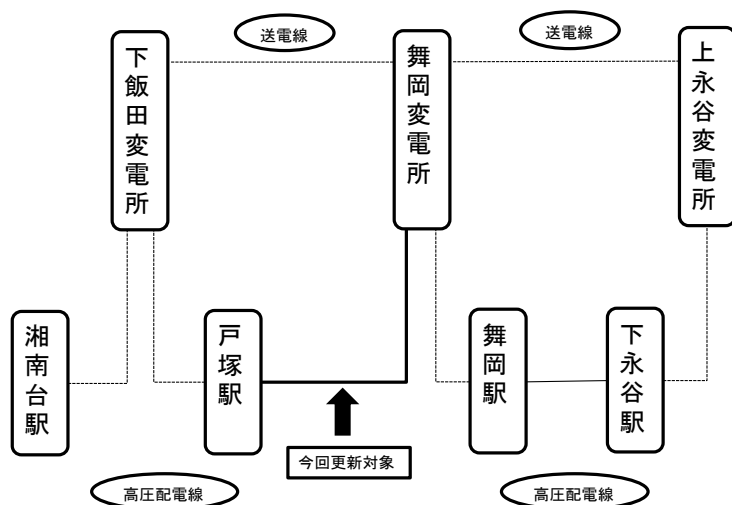 送電線
送電線
下飯田変電所
舞岡変電所
上永谷変電所
湘南台駅
戸塚駅
舞岡駅
下永谷駅
今回更新対象
高圧配電線
高圧配電線